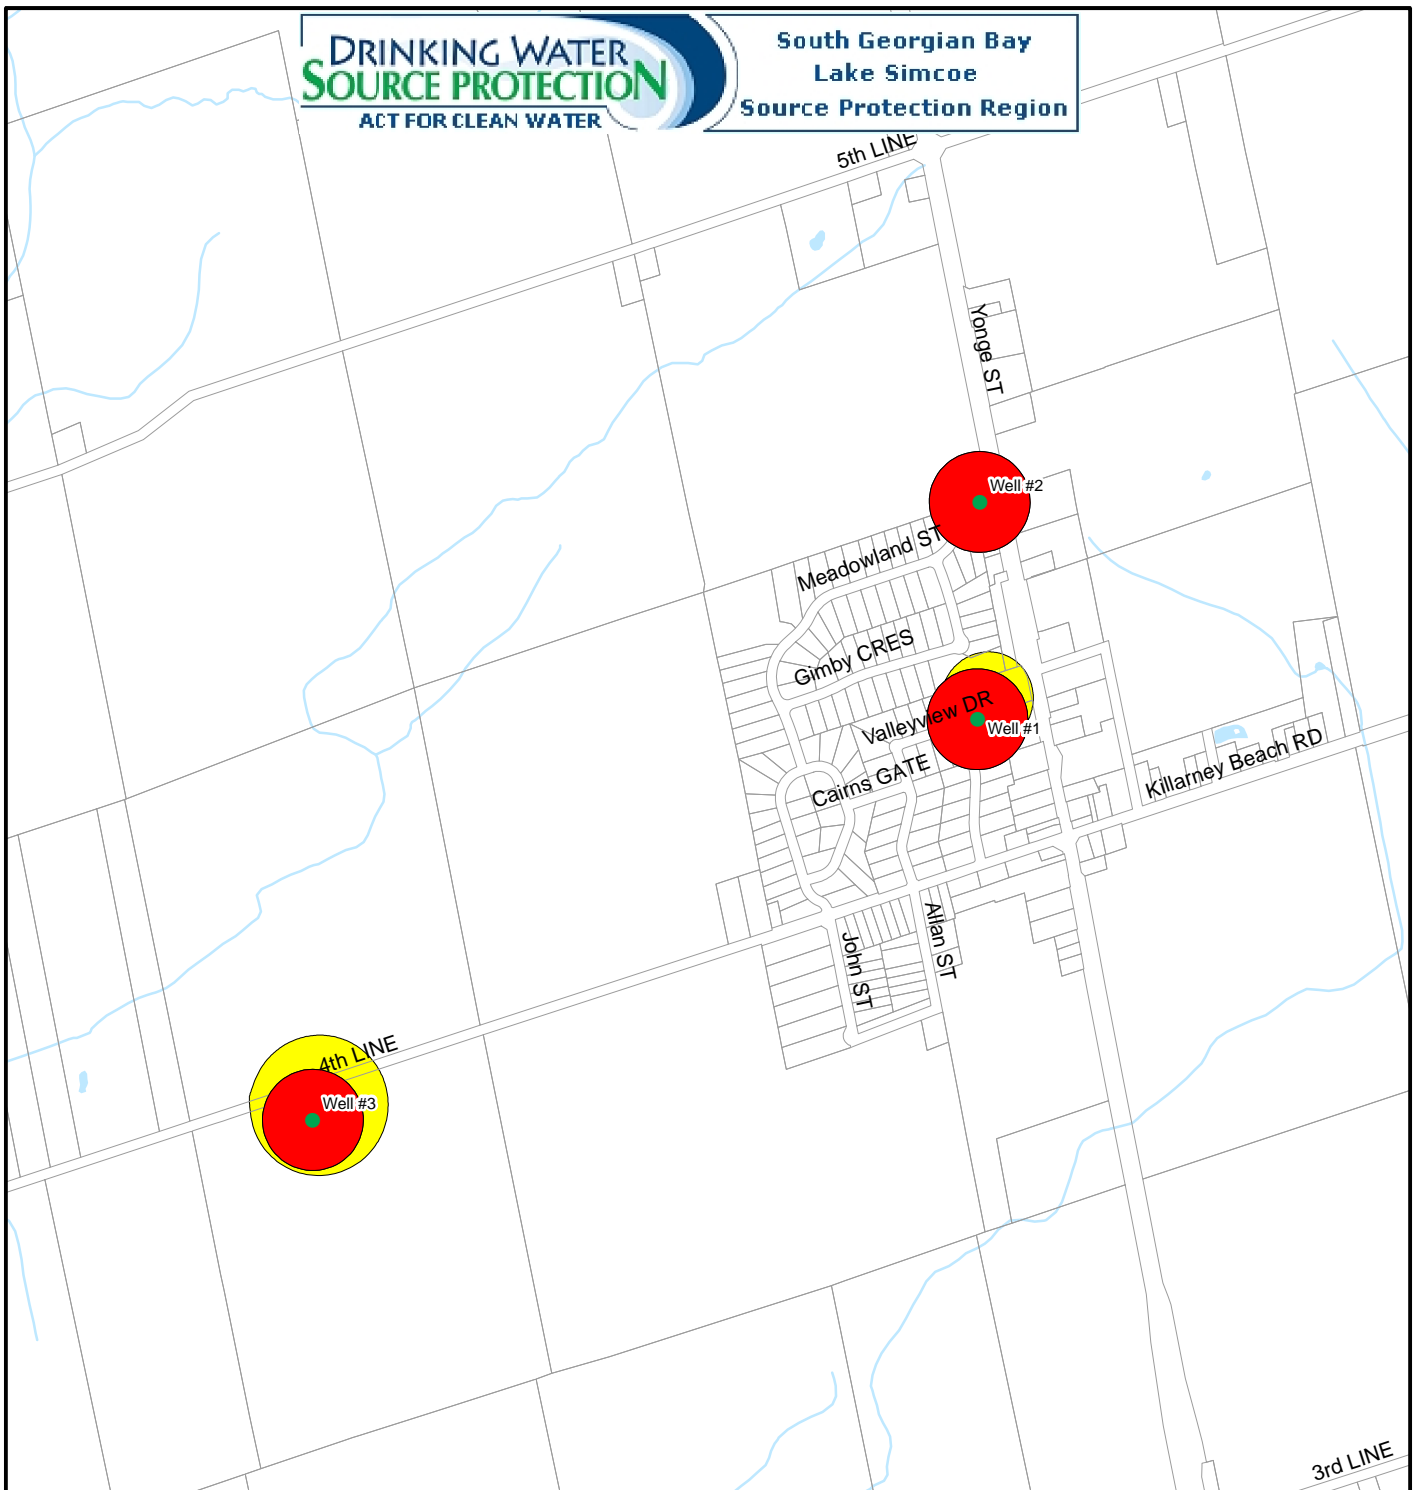 DRINKING WATER
SOURCE PROTECTION
ACT FOR CLEAN WATER
South Georgian Bay
Lake Simcoe
Source Protection Region
5th LINE
Yonge ST
Well #2
Meadowland ST
Gimby CRES
Valleyview DR
Well #1
Cairns GATE
Killarney Beach RD
Allan ST
John ST
4th LINE
Well #3
3rd LINE